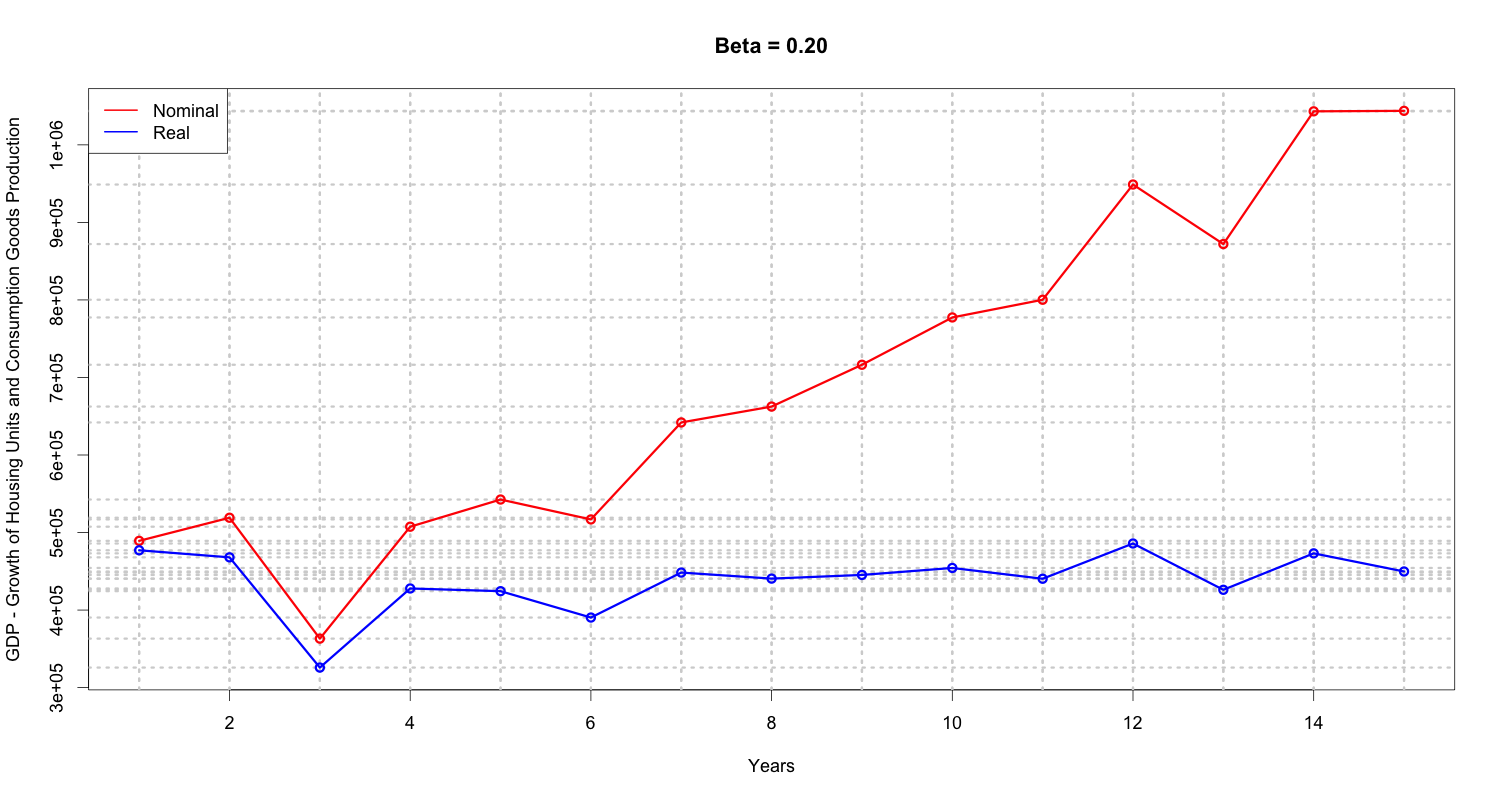 Beta = 0.20
Nominal
Real
GDP - Growth of Housing Units and Consumption Goods Production
1e+06
9e+05
8e+05
7e+05
6e+05
5e+05
4e+05
3e+05
2 4 6 8 10 12 14
Years